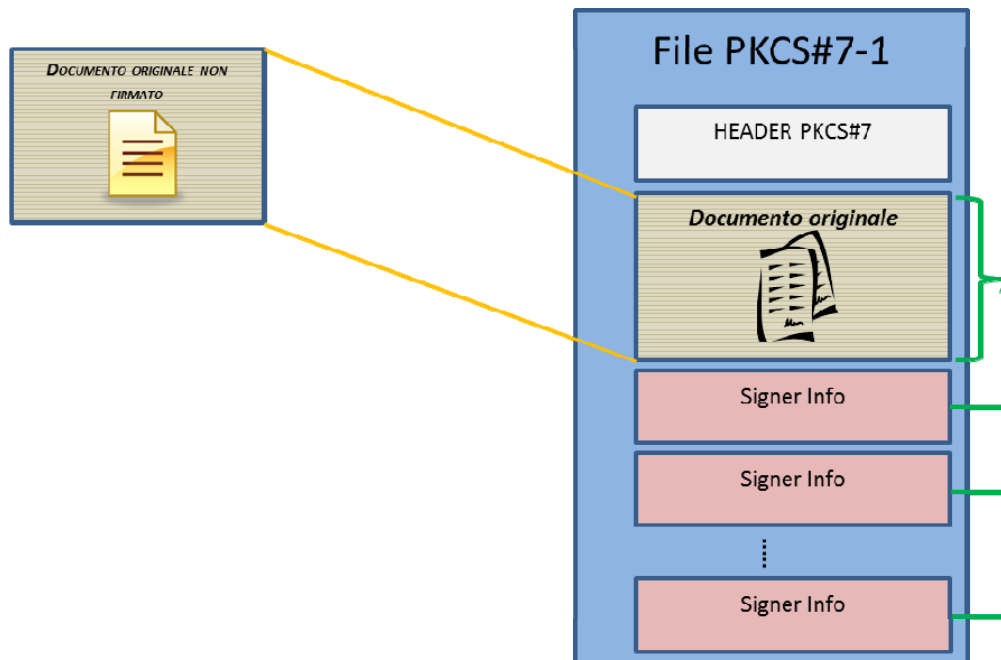 DOCUMENTO ORIGINALE NON
FIRMATO
File PKCS#7-1
HEADER PKCS#7
Documento originale
Signer Info
Signer Info
Signer Info